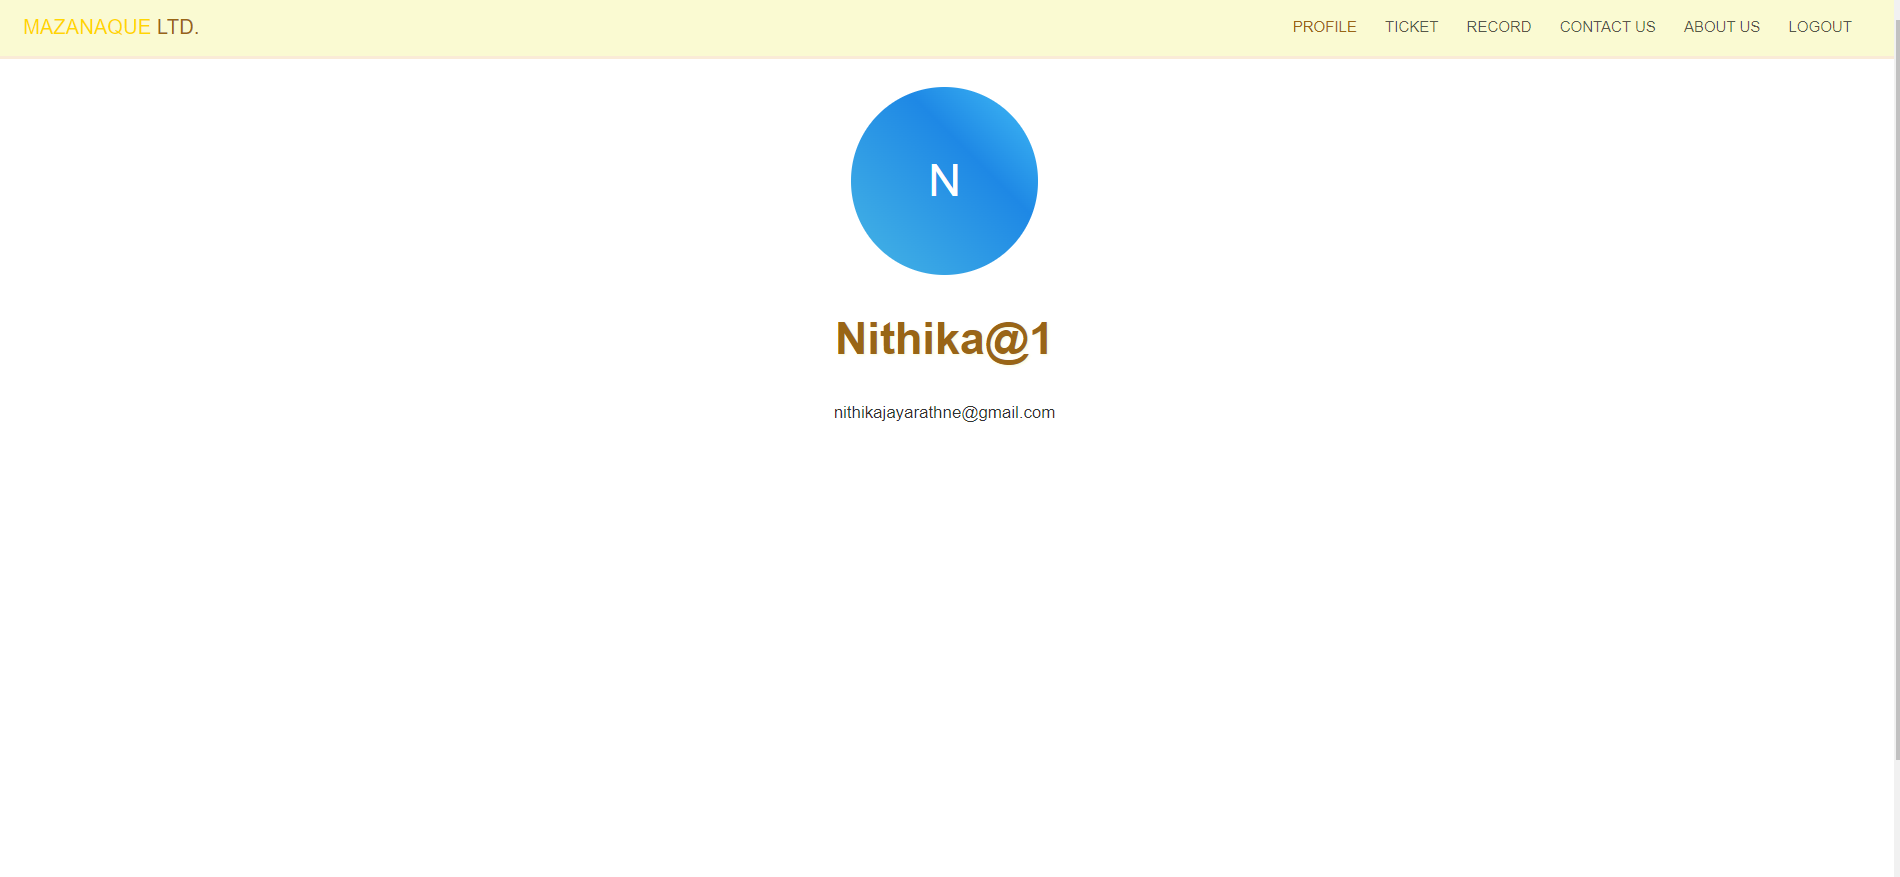 MAZANAQUE LTD. PROFILE TICKET RECORD CONTACT US ABOUT US LOGOUT
N
Nithika@1
nithikajayarathne@gmail.com